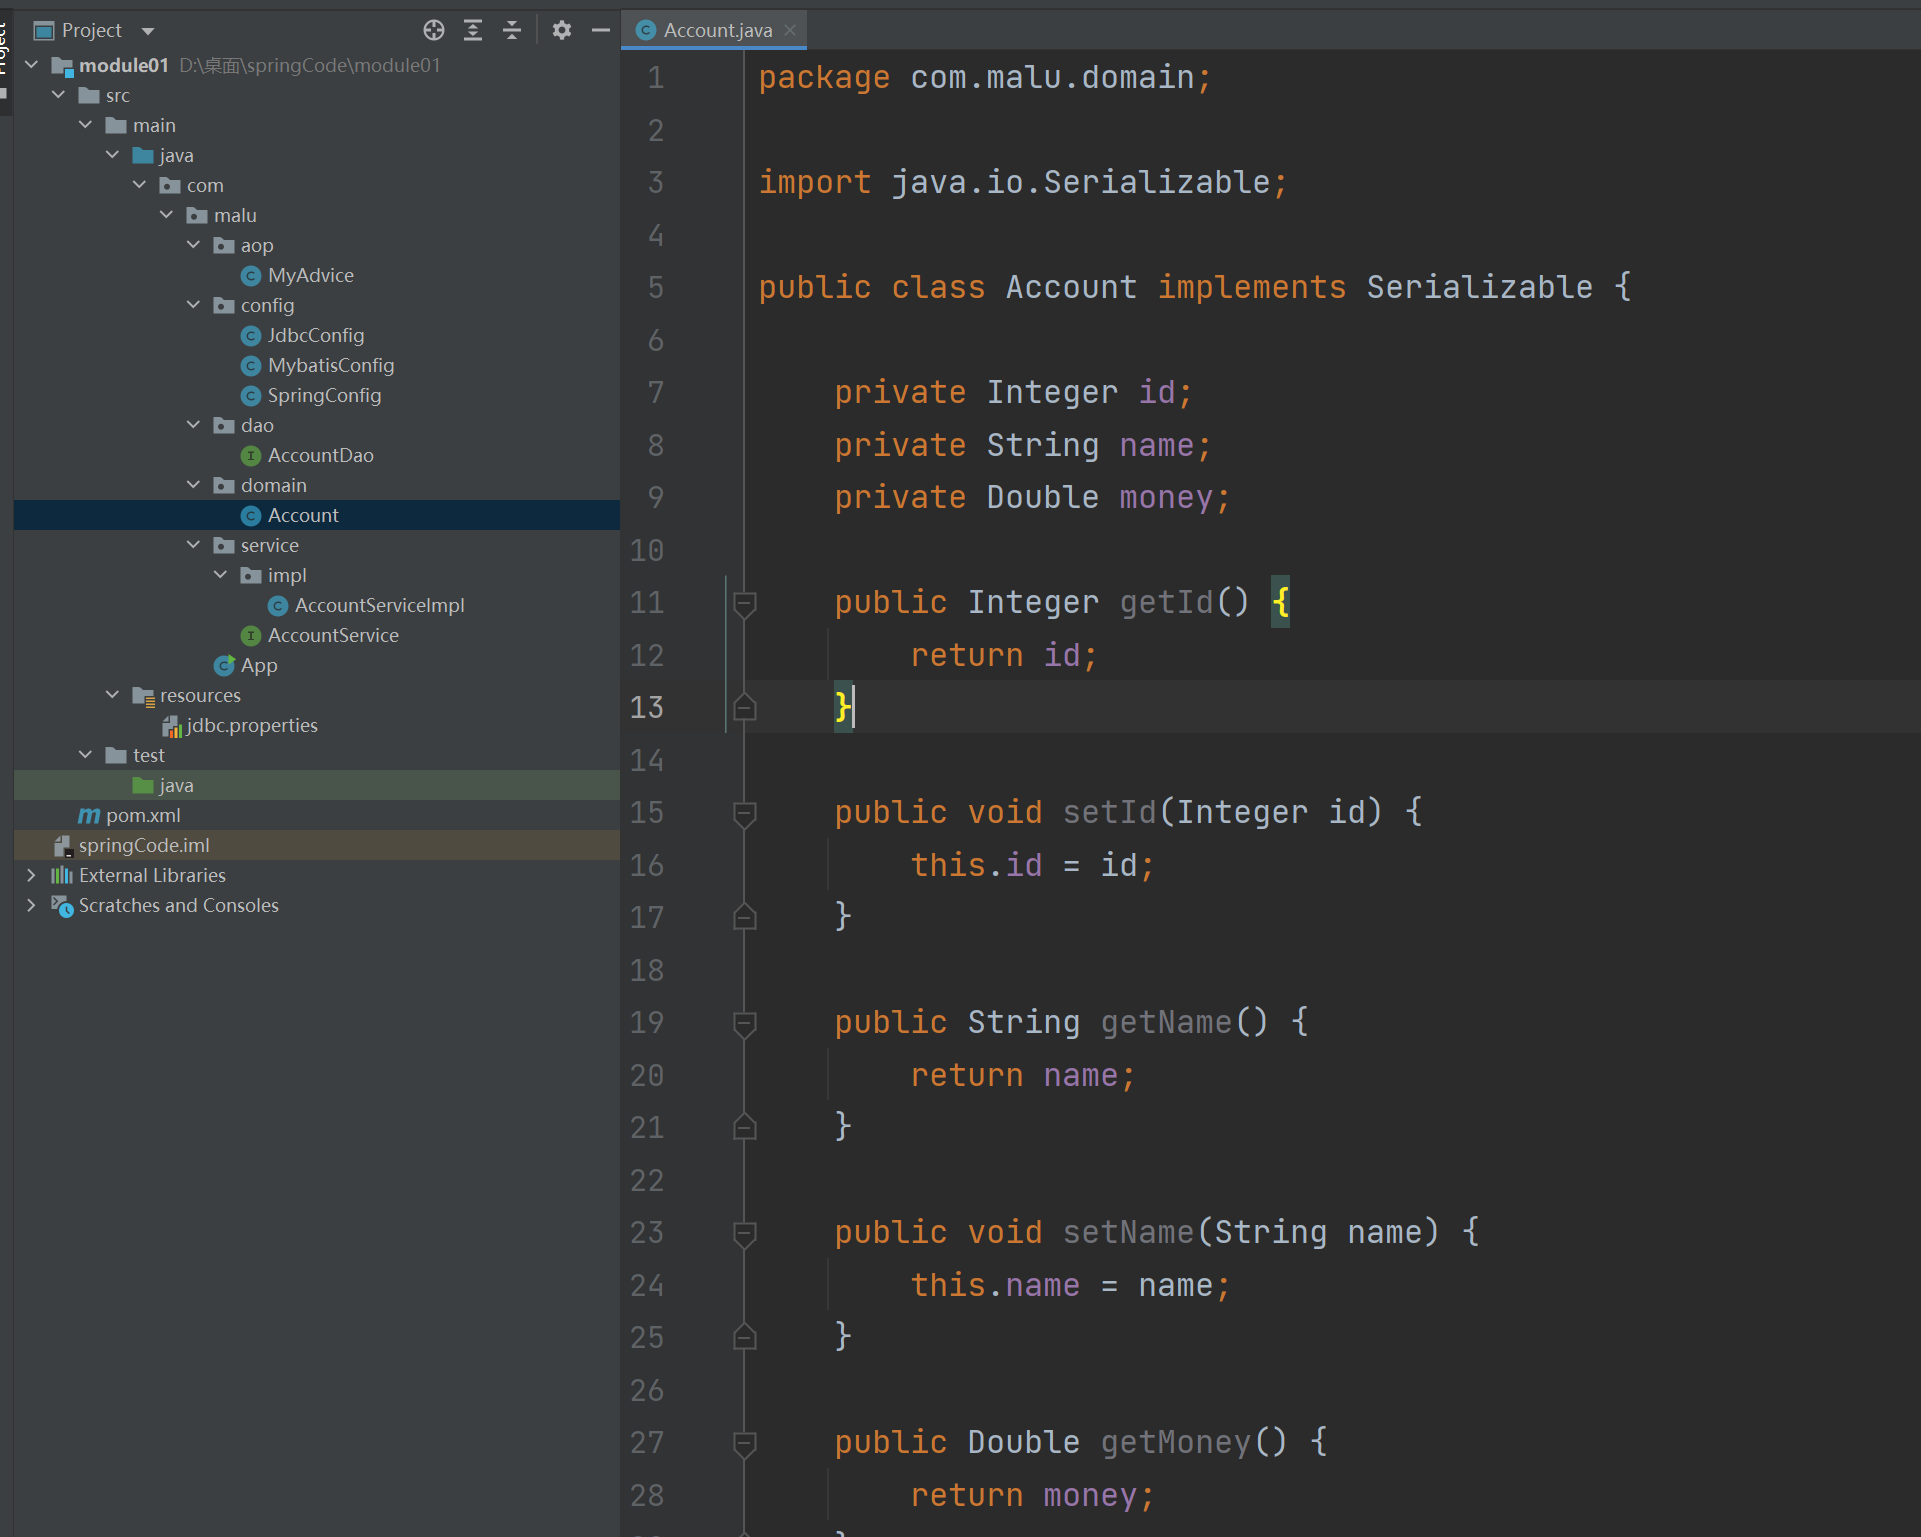 Project
Project
module01 D:\桌面\springCode\module01
src
main
java
com
malu
aop
MyAdvice
config
JdbcConfig
MybatisConfig
SpringConfig
dao
AccountDao
domain
Account
service
impl
AccountServiceImpl
AccountService
App
resources
jdbc.properties
test
java
pom.xml
springCode.iml
External Libraries
Scratches and Consoles
Account.java
1 package com.malu.domain;
2
3 import java.io.Serializable;
4
5 public class Account implements Serializable {
6
7 private Integer id;
8 private String name;
9 private Double money;
10
11 public Integer getId() {
12 return id;
13 }
14
15 public void setId(Integer id) {
16 this.id = id;
17 }
18
19 public String getName() {
20 return name;
21 }
22
23 public void setName(String name) {
24 this.name = name;
25 }
26
27 public Double getMoney() {
28 return money;